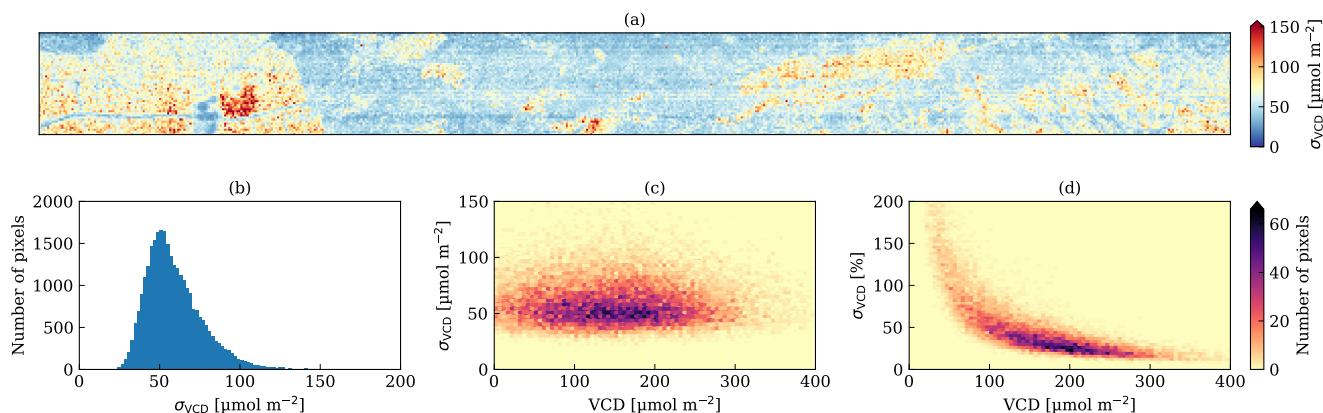 (a)
150
100
50
0
σVCD [µmol m−2]
(b)
2000
1500
1000
500
0
Number of pixels
0 50 100 150 200
σVCD [µmol m−2]
(c)
150
100
50
0
σVCD [µmol m−2]
0 100 200 300 400
VCD [µmol m−2]
(d)
200
150
100
50
0
σVCD [%]
0 100 200 300 400
VCD [µmol m−2]
60
40
20
0
Number of pixels